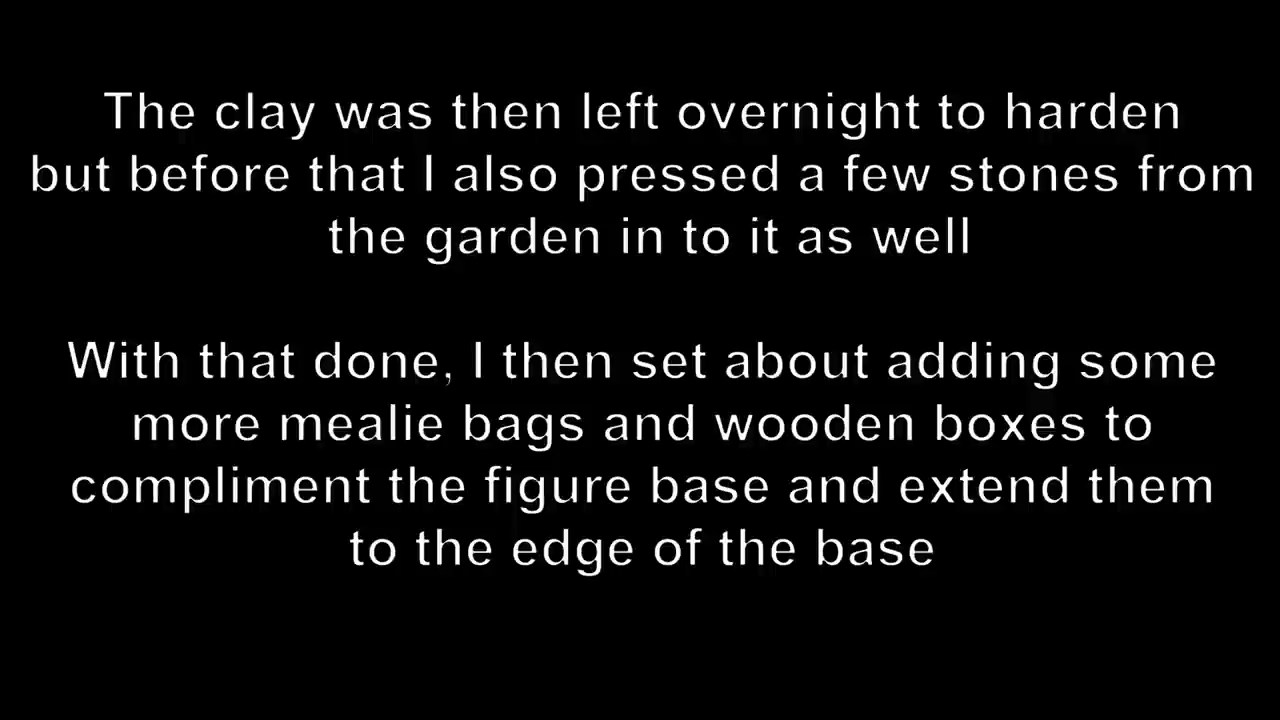 The clay was then left overnight to harden
but before that I also pressed a few stones from
the garden in to it as well
With that done, I then set about adding some
more mealie bags and wooden boxes to
compliment the figure base and extend them
to the edge of the base